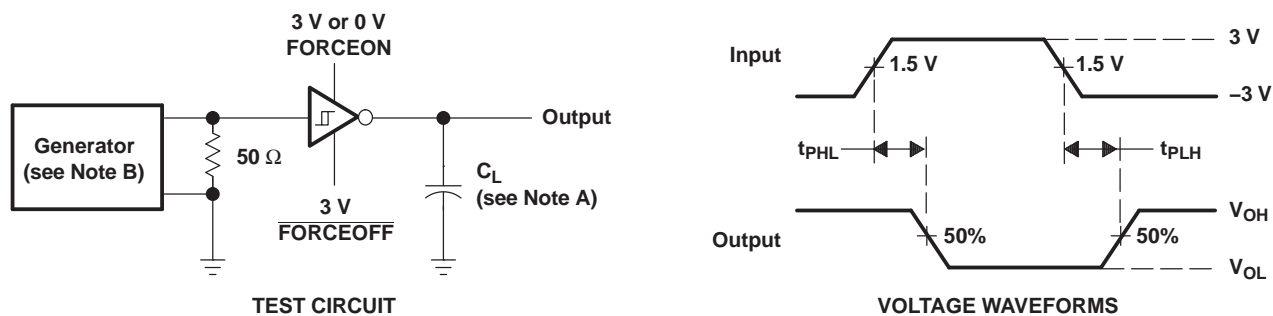 3 V or 0 V
FORCEON
Generator
(see Note B)
50 Ω
Output
C_L
(see Note A)
3 V
FORCEOFF
TEST CIRCUIT
Input
3 V
1.5 V
1.5 V
–3 V
t_PHL
t_PLH
Output
V_OH
50%
50%
V_OL
VOLTAGE WAVEFORMS